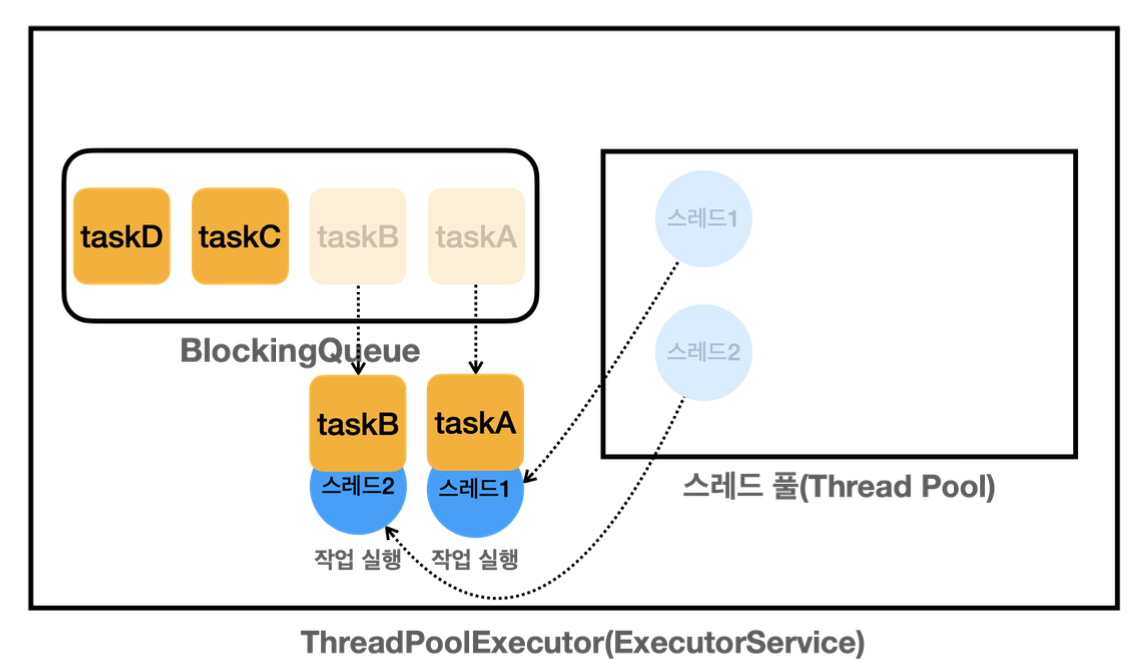 taskD
taskC
taskB
taskA
BlockingQueue
스레드1
스레드2
스레드 풀(Thread Pool)
taskB
taskA
스레드2
스레드1
작업 실행
작업 실행
ThreadPoolExecutor(ExecutorService)